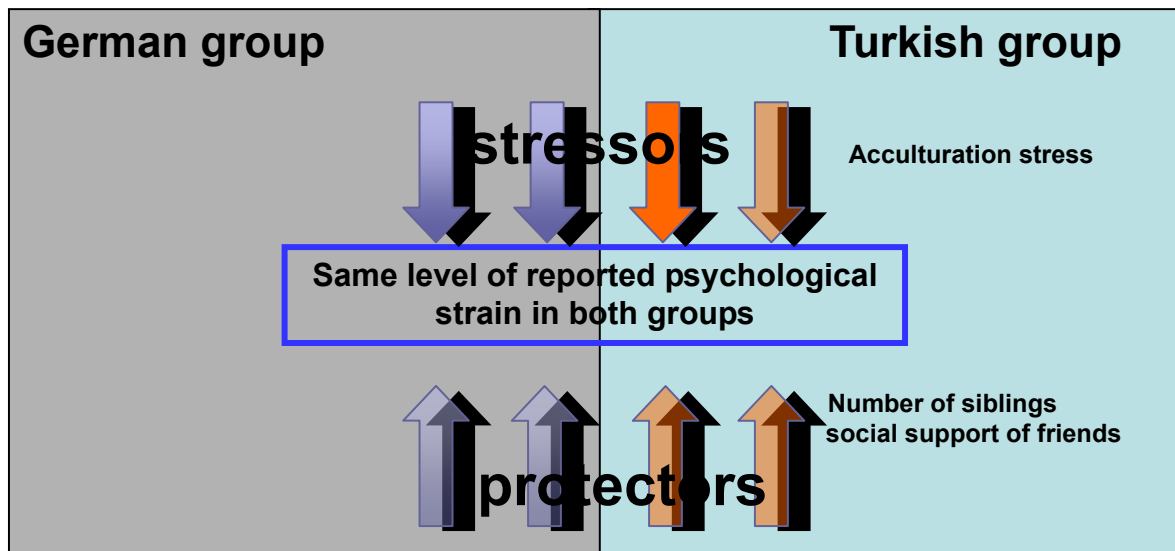 German group
Turkish group
stressors
Acculturation stress
Same level of reported psychological
strain in both groups
Number of siblings
social support of friends
protectors